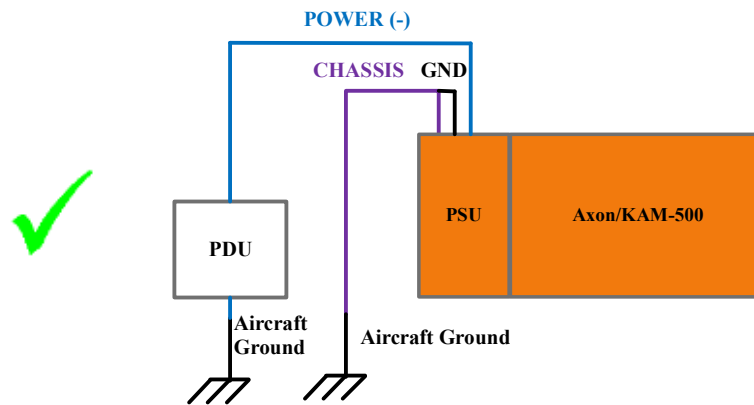 POWER (-)
CHASSIS GND
PSU Axon/KAM-500
PDU
Aircraft
Ground
Aircraft Ground